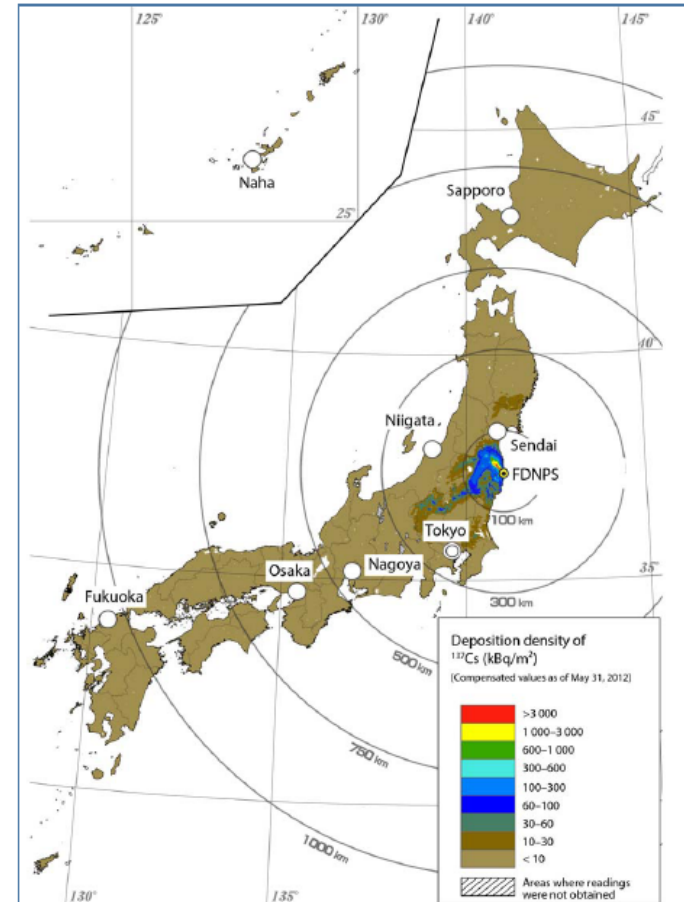 125°
130°
140°
145°
45°
Naha
Sapporo
25°
40°
Niigata
Sendai
FDNPS
100 km
Tokyo
Nagoya
Osaka
35°
Fukuoka
300 km
500 km
750 km
1000 km
130°
135°
Deposition density of
¹³⁷Cs (kBq/m²)
[Compensated values as of May 31, 2012]
>3 000
1 000–3 000
600–1 000
300–600
100–300
60–100
30–60
10–30
< 10
Areas where readings
were not obtained